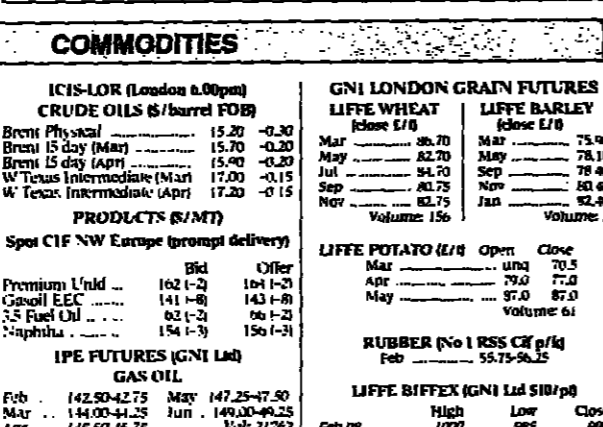 COMMODITIES
ICIS-LOR (London 6.00pm)
CRUDE OILS ($/barrel FOB)
Brent Physical .............. 15.20 -0.30
Brent 15 day (Mar) ........... 15.70 -0.20
Brent 15 day (Apr) ........... 15.90 -0.20
W Texas Intermediate (Mar) 17.00 -0.15
W Texas Intermediate (Apr) 17.20 -0.15
PRODUCTS ($/MT)
Spot CIF NW Europe (prompt delivery)
Bid Offer
Premium Unld ... 162 (-2) 164 (-2)
Gasoil EEC ...... 141 (-8) 143 (-8)
3.5 Fuel Oil ...... 62 (-2) 66 (-2)
Naphtha ........ 154 (-3) 156 (-3)
IPE FUTURES (GNI Ltd)
GAS OIL
Feb . 142.50-42.75 May 147.25-47.50
Mar .. 144.00-44.25 Jun . 149.00-49.25
GNI LONDON GRAIN FUTURES
LIFFE WHEAT
(close £/t)
Mar ............ 86.70
May ............ 82.70
Jul ............
Sep ............ 80.75
Nov ............ 82.75
Volume: 156
LIFFE BARLEY
(close £/t)
Mar ............
May ............
Sep ............
Nov ............
Jan ............
Volume:
LIFFE POTATO (£/t) Open Close
Mar .................. unq 70.5
Apr .................. 79.0 77.0
May .................. 87.0 87.0
Volume: 61
RUBBER (No 1 RSS Cif p/k)
Feb ............ 55.75-56.25
LIFFE BIFFEX (GNI Ltd $10/pt)
High Low